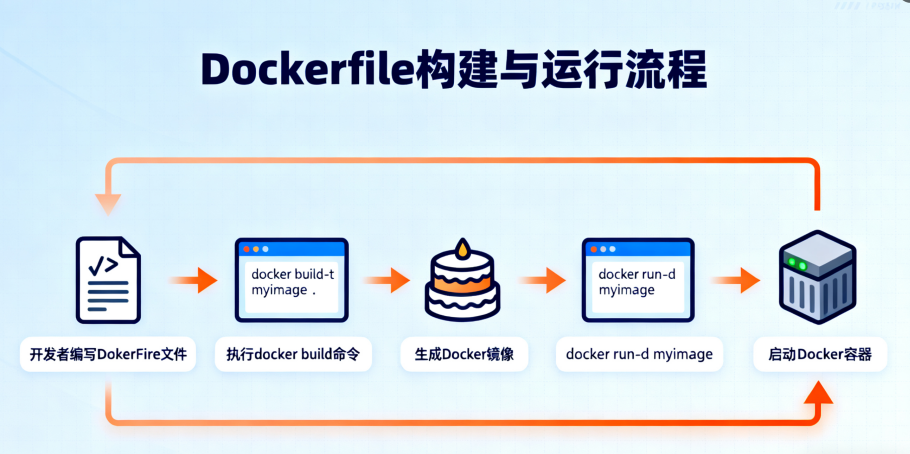 Dockerfile构建与运行流程
</>
docker build-t
myimage .
docker run-d
myimage
开发者编写DokerFire文件
执行docker build命令
生成Docker镜像
docker run-d myimage
启动Docker容器